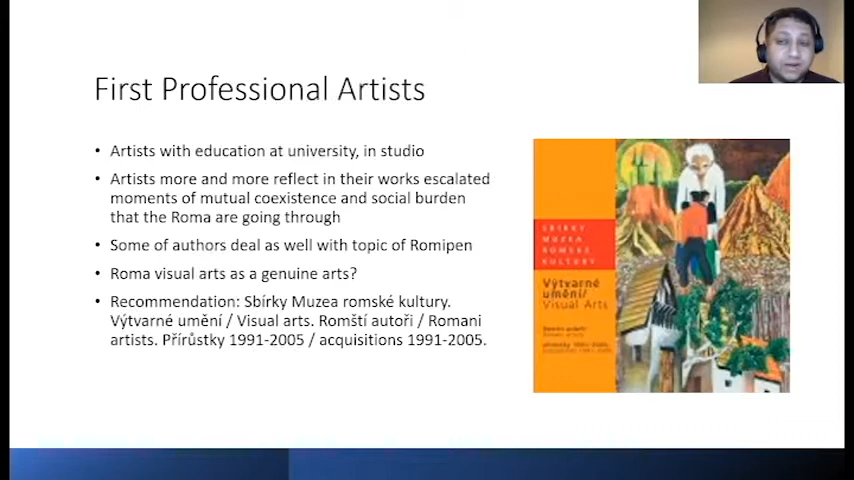 First Professional Artists
• Artists with education at university, in studio
• Artists more and more reflect in their works escalated
moments of mutual coexistence and social burden
that the Roma are going through
• Some of authors deal as well with topic of Romipen
• Roma visual arts as a genuine arts?
• Recommendation: Sbírky Muzea romské kultury.
Výtvarné umění / Visual arts. Romští autoři / Romani
artists. Přírůstky 1991-2005 / acquisitions 1991-2005.
SBÍRKY
MUZEA
ROMSKÉ
KULTURY
Výtvarné
umění/
Visual Arts